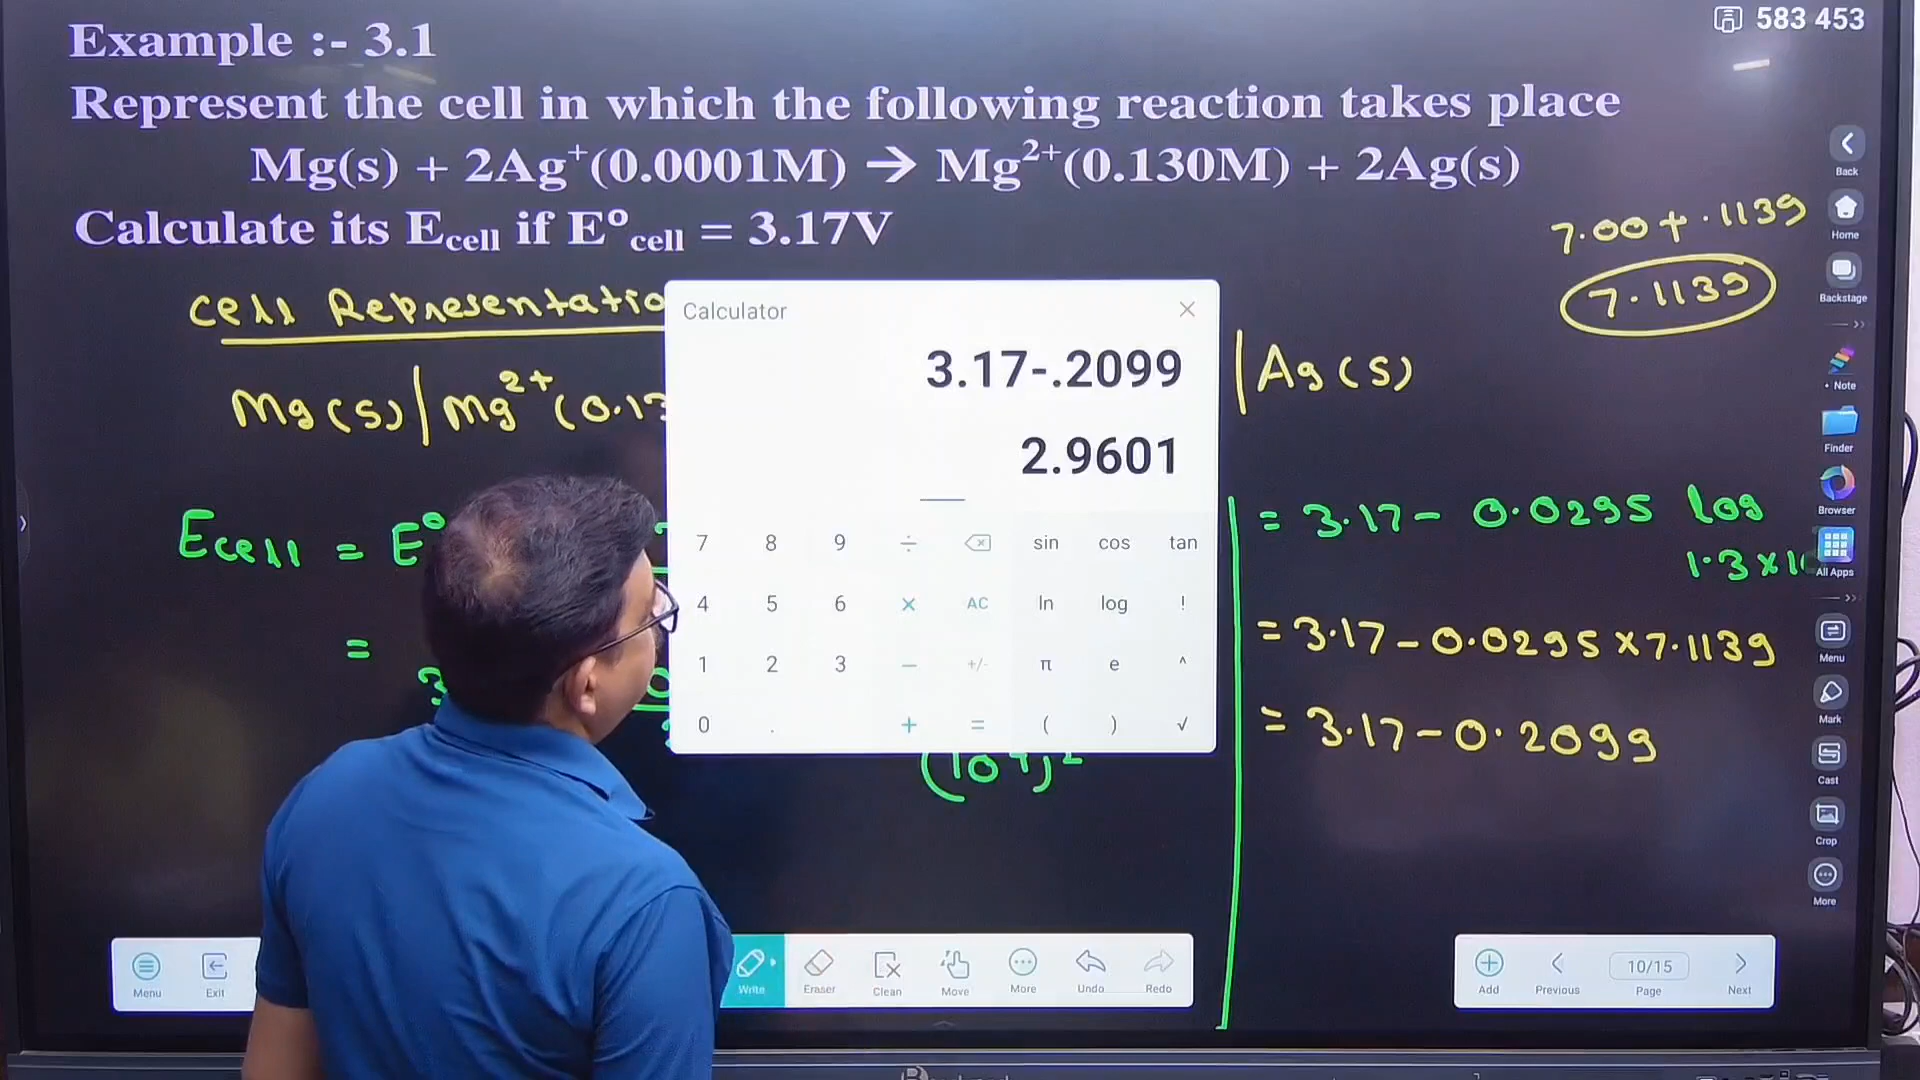 583 453
Example :- 3.1
Represent the cell in which the following reaction takes place
Mg(s) + 2Ag⁺(0.0001M) → Mg²⁺(0.130M) + 2Ag(s)
Calculate its Ecell if E°cell = 3.17V
7.00 + .1139
7.1139
Cell Representatio
Mg(s) | Mg²⁺ (0.13
| Ag (s)
Calculator
3.17-.2099
2.9601
7 8 9 ÷ sin cos tan
4 5 6 × AC ln log !
1 2 3 − +/- π e ^
0 . + = ( ) √
Ecell = E°
=
3
(10⁻⁴)²
= 3.17 - 0.0295 log
1.3 × 1
= 3.17 - 0.0295 × 7.1139
= 3.17 - 0.2099
Back
Home
Backstage
Note
Finder
Browser
All Apps
Menu
Mark
Cast
Crop
More
Menu Exit
Write Eraser Clean Move More Undo Redo
Add Previous 10/15 Page Next